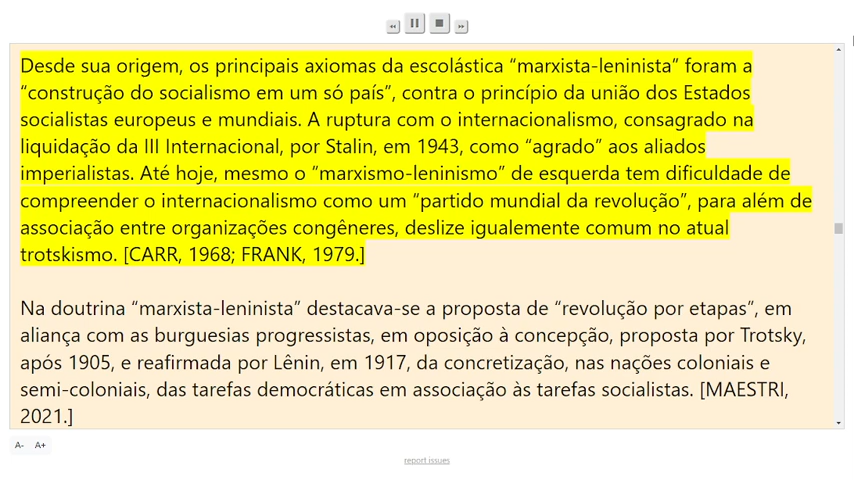 Desde sua origem, os principais axiomas da escolástica “marxista-leninista” foram a
“construção do socialismo em um só país”, contra o princípio da união dos Estados
socialistas europeus e mundiais. A ruptura com o internacionalismo, consagrado na
liquidação da III Internacional, por Stalin, em 1943, como “agrado” aos aliados
imperialistas. Até hoje, mesmo o “marxismo-leninismo” de esquerda tem dificuldade de
compreender o internacionalismo como um “partido mundial da revolução”, para além de
associação entre organizações congêneres, deslize igualemente comum no atual
trotskismo. [CARR, 1968; FRANK, 1979.]
Na doutrina “marxista-leninista” destacava-se a proposta de “revolução por etapas”, em
aliança com as burguesias progressistas, em oposição à concepção, proposta por Trotsky,
após 1905, e reafirmada por Lênin, em 1917, da concretização, nas nações coloniais e
semi-coloniais, das tarefas democráticas em associação às tarefas socialistas. [MAESTRI,
2021.]
A- A+
report issues